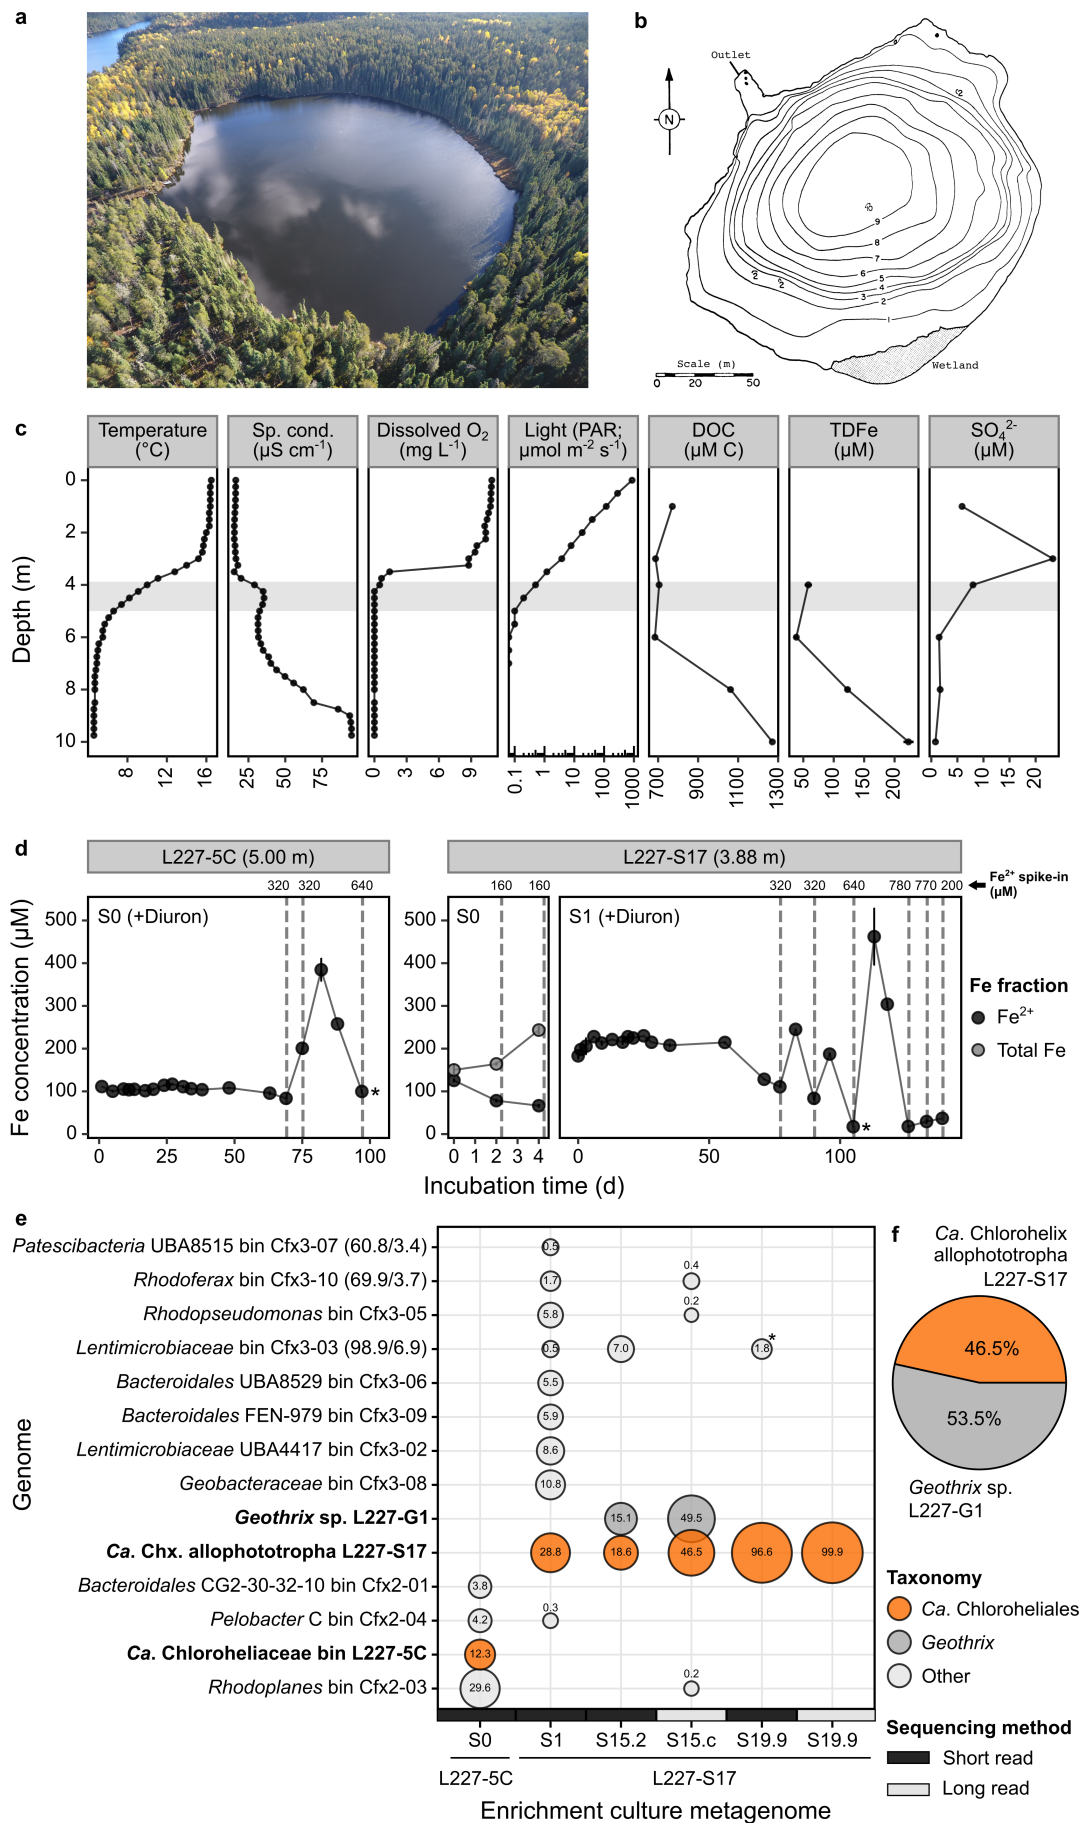 a
b
Outlet
N
2
2
2
10
9
8
7
6
5
4
3
2
1
Scale (m)
0 20 50
Wetland
c
Temperature (°C)
Sp. cond. (µS cm⁻¹)
Dissolved O₂ (mg L⁻¹)
Light (PAR; µmol m⁻² s⁻¹)
DOC (µM C)
TDFe (µM)
SO₄²⁻ (µM)
Depth (m)
0
2
4
6
8
10
8 12 16
25 50 75
0 3 6 9
0.1 1 10 100 1000
700 900 1100 1300
50 100 150 200
0 5 10 15 20
d
L227-5C (5.00 m)
L227-S17 (3.88 m)
320 320 640
160 160
320 320 640 780 770 200
Fe²⁺ spike-in
(µM)
S0 (+Diuron)
S0
S1 (+Diuron)
Fe concentration (µM)
500
400
300
200
100
0
*
*
0 25 50 75 100
0 1 2 3 4
0 50 100
Incubation time (d)
Fe fraction
Fe²⁺
Total Fe
e
Genome
Patescibacteria UBA8515 bin Cfx3-07 (60.8/3.4)
0.5
Rhodoferax bin Cfx3-10 (69.9/3.7)
1.7 0.4
Rhodopseudomonas bin Cfx3-05
5.8 0.2
Lentimicrobiaceae bin Cfx3-03 (98.9/6.9)
0.5 7.0 1.8 *
Bacteroidales UBA8529 bin Cfx3-06
5.5
Bacteroidales FEN-979 bin Cfx3-09
5.9
Lentimicrobiaceae UBA4417 bin Cfx3-02
8.6
Geobacteraceae bin Cfx3-08
10.8
Geothrix sp. L227-G1
15.1 49.5
Ca. Chx. allophototropha L227-S17
28.8 18.6 46.5 96.6 99.9
Bacteroidales CG2-30-32-10 bin Cfx2-01
3.8
Pelobacter C bin Cfx2-04
4.2 0.3
Ca. Chloroheliaceae bin L227-5C
12.3
Rhodoplanes bin Cfx2-03
29.6 0.2
S0 S1 S15.2 S15.c S19.9 S19.9
L227-5C L227-S17
Enrichment culture metagenome
f
Ca. Chlorohelix
allophototropha
L227-S17
46.5%
53.5%
Geothrix sp.
L227-G1
Taxonomy
Ca. Chloroheliales
Geothrix
Other
Sequencing method
Short read
Long read